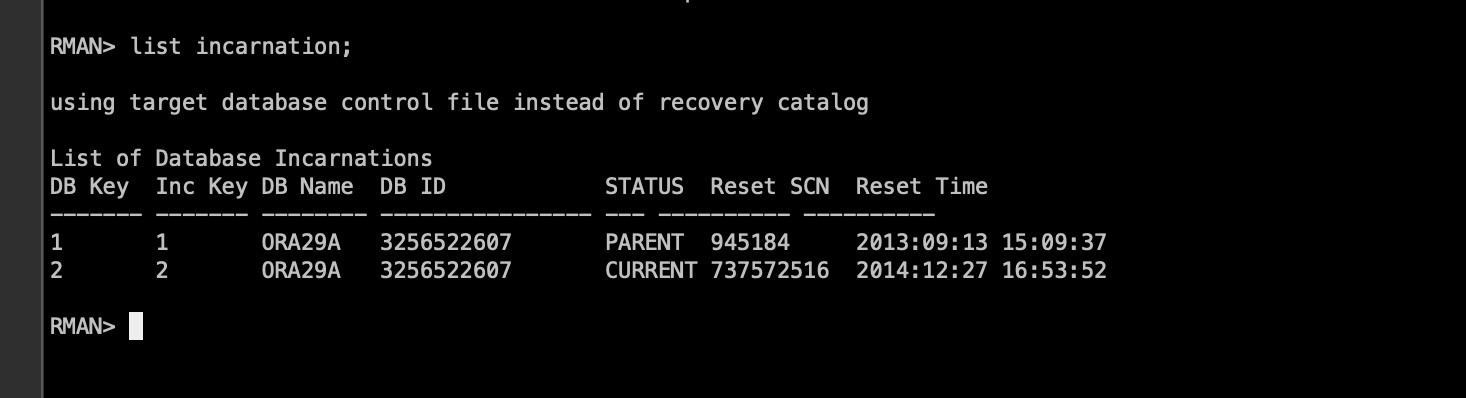 RMAN> list incarnation;
using target database control file instead of recovery catalog
List of Database Incarnations
DB Key  Inc Key DB Name  DB ID            STATUS  Reset SCN  Reset Time
------- ------- -------- ---------------- --- ---------- ----------
1       1       ORA29A   3256522607       PARENT  945184     2013:09:13 15:09:37
2       2       ORA29A   3256522607       CURRENT 737572516  2014:12:27 16:53:52
RMAN>